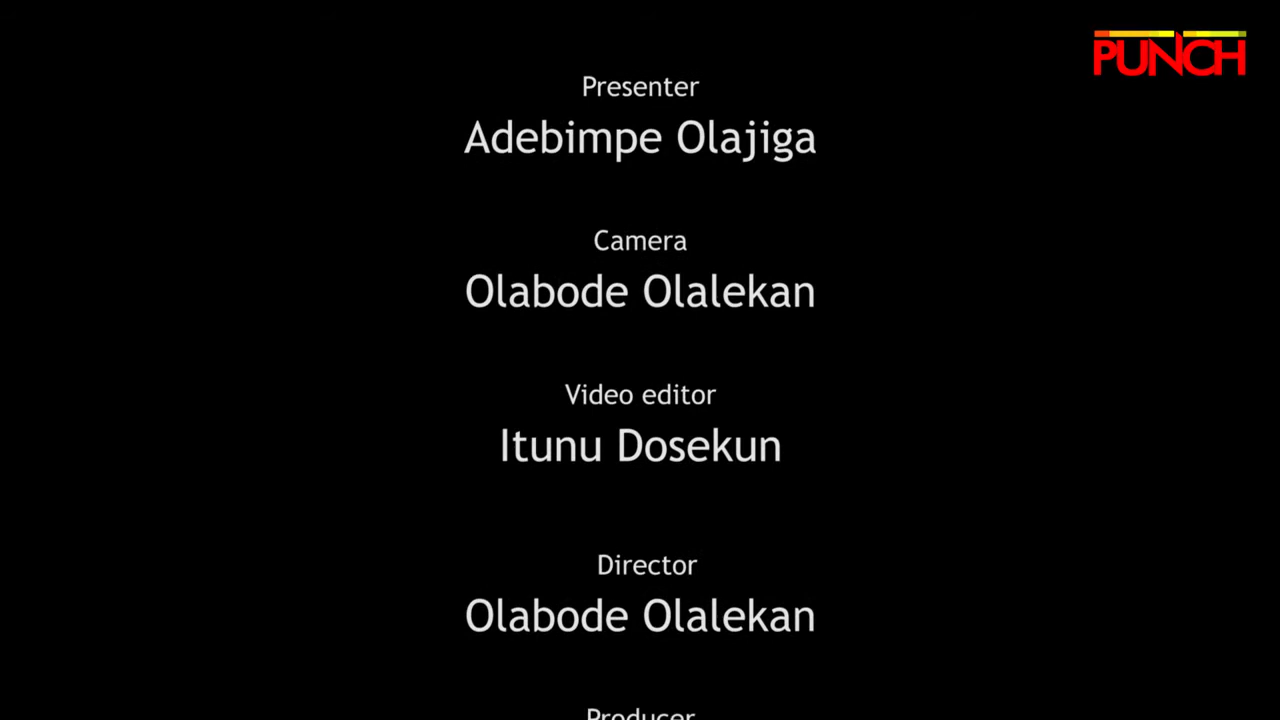 PUNCH
Presenter
Adebimpe Olajiga
Camera
Olabode Olalekan
Video editor
Itunu Dosekun
Director
Olabode Olalekan
Producer